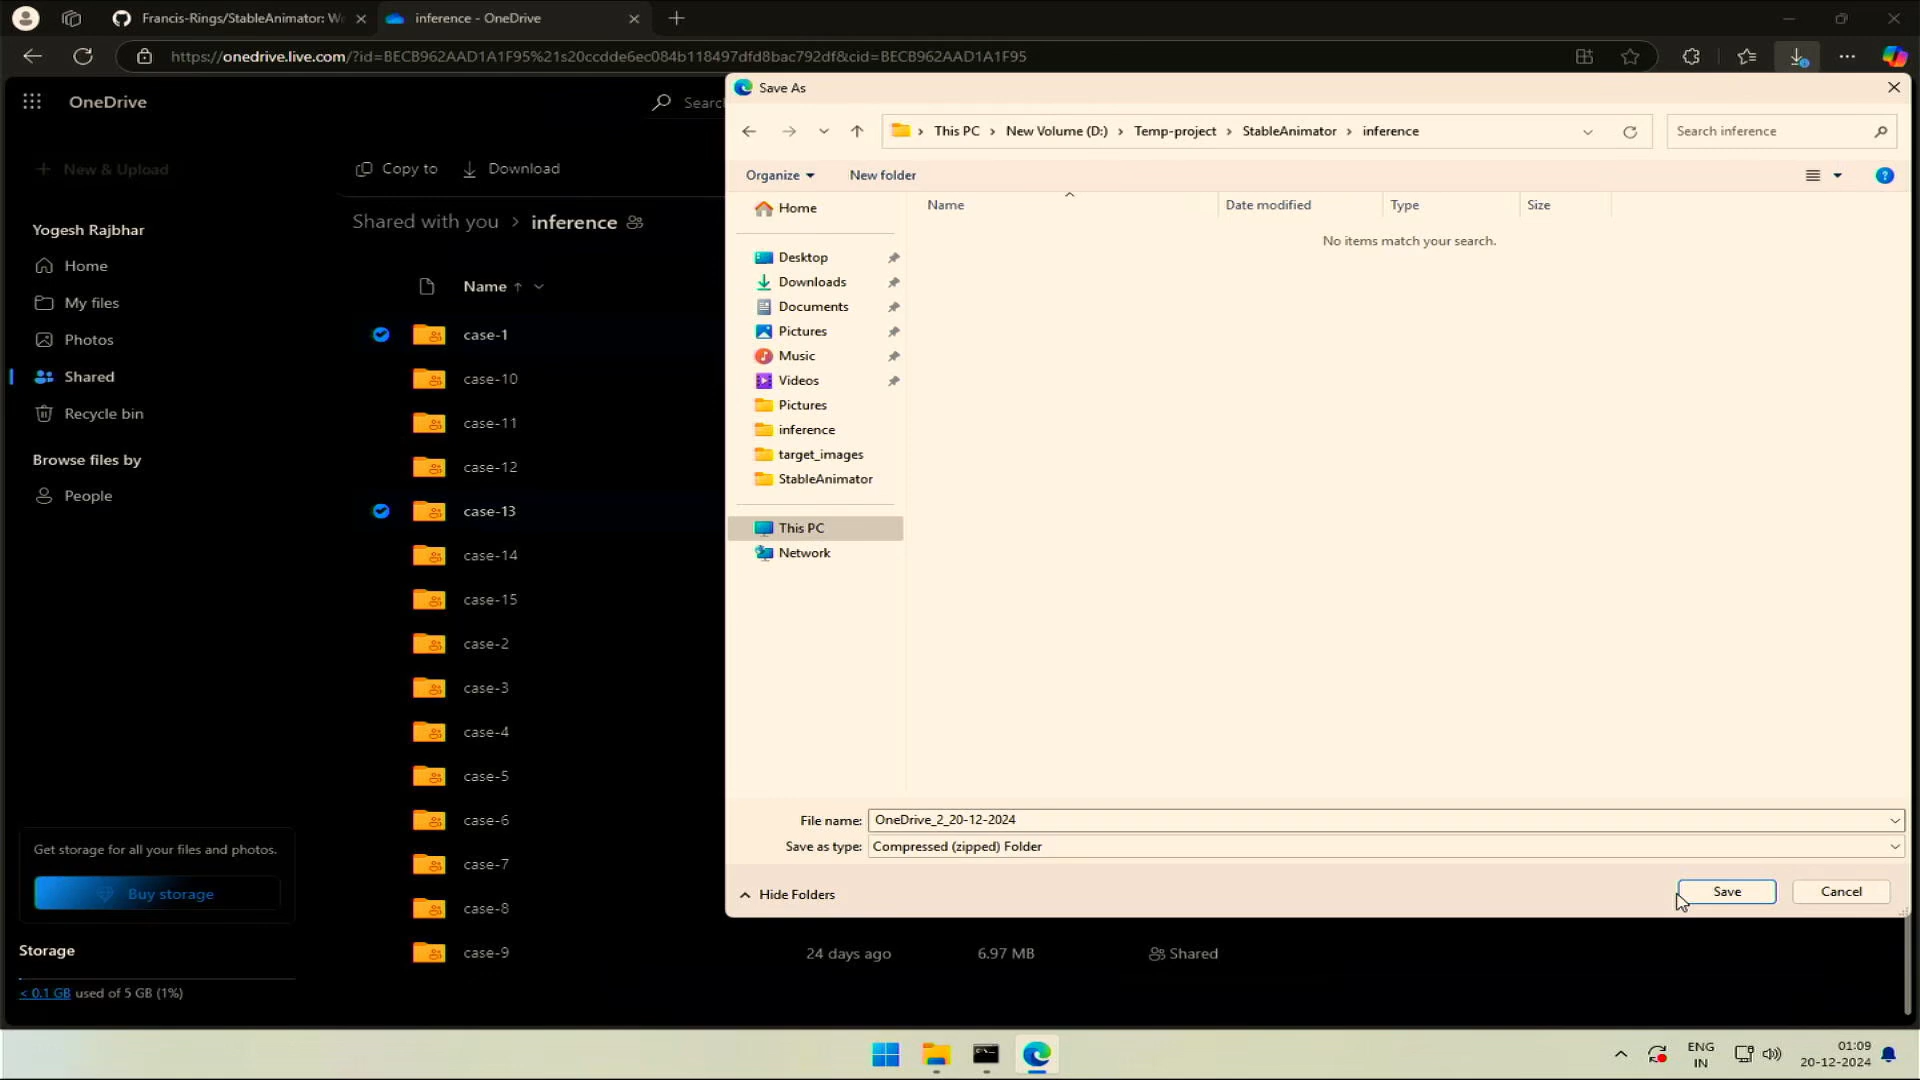 Francis-Rings/StableAnimator: We
inference - OneDrive
https://onedrive.live.com/?id=BECB962AAD1A1F95%21s20ccdde6ec084b118497dfd8bac792df&cid=BECB962AAD1A1F95
OneDrive
Search
New & Upload
Copy to
Download
Yogesh Rajbhar
Home
My files
Photos
Shared
Recycle bin
Browse files by
People
Get storage for all your files and photos.
Buy storage
Storage
< 0.1 GB used of 5 GB (1%)
Shared with you > inference
Name
case-1
case-10
case-11
case-12
case-13
case-14
case-15
case-2
case-3
case-4
case-5
case-6
case-7
case-8
case-9 24 days ago 6.97 MB Shared
Save As
This PC > New Volume (D:) > Temp-project > StableAnimator > inference
Search inference
Organize
New folder
Home
Desktop
Downloads
Documents
Pictures
Music
Videos
Pictures
inference
target_images
StableAnimator
This PC
Network
Name Date modified Type Size
No items match your search.
File name: OneDrive_2_20-12-2024
Save as type: Compressed (zipped) Folder
Hide Folders
Save
Cancel
ENG
IN
01:09
20-12-2024